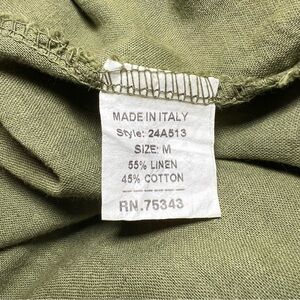 MADE IN ITALY
Style: 24A513
SIZE: M
55% LINEN
45% COTTON
RN.75343